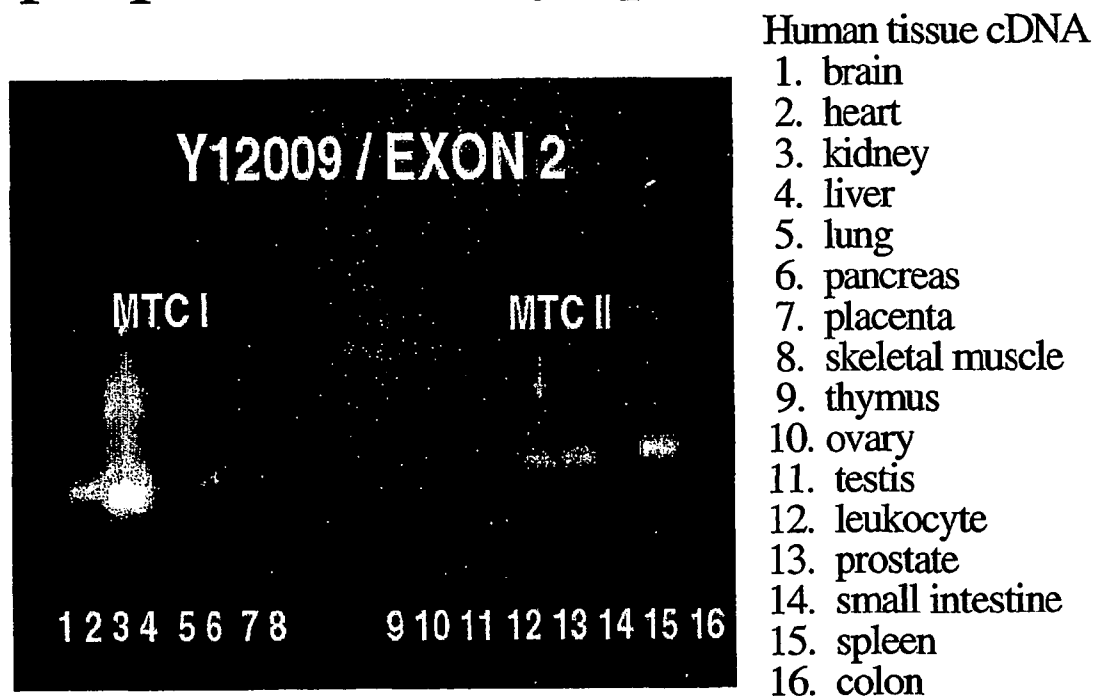 Y12009 / EXON 2
MTC I
MTC II
1 2 3 4 5 6 7 8 9 10 11 12 13 14 15 16
Human tissue cDNA
1. brain
2. heart
3. kidney
4. liver
5. lung
6. pancreas
7. placenta
8. skeletal muscle
9. thymus
10. ovary
11. testis
12. leukocyte
13. prostate
14. small intestine
15. spleen
16. colon